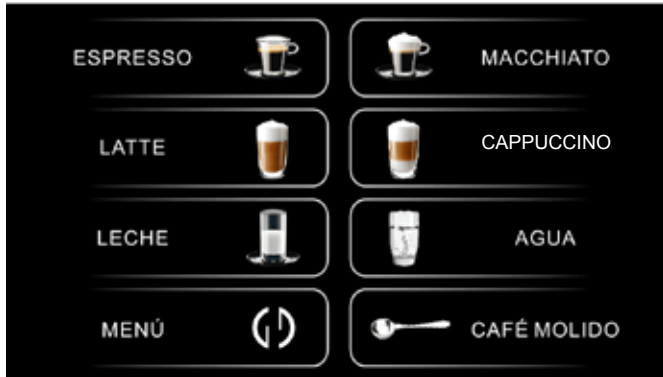 ESPRESSO
MACCHIATO
LATTE
CAPPUCCINO
LECHE
AGUA
MENÚ
CAFÉ MOLIDO